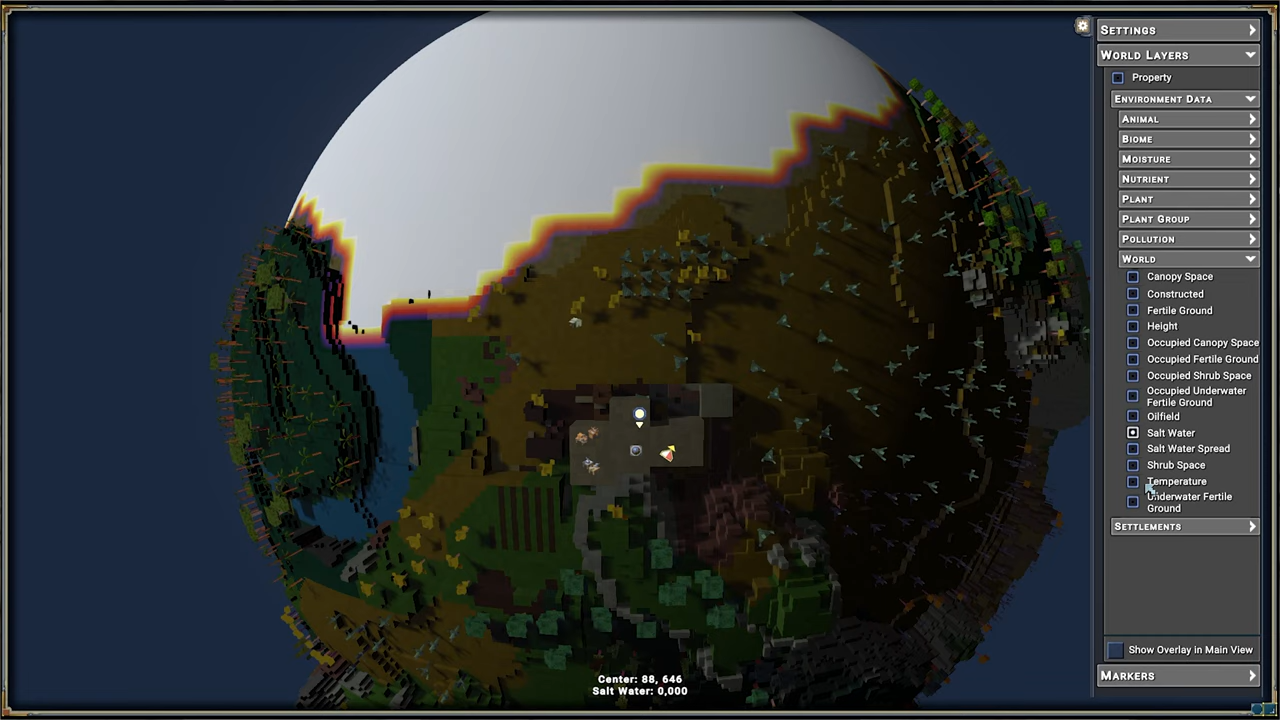 SETTINGS
WORLD LAYERS
Property
ENVIRONMENT DATA
ANIMAL
BIOME
MOISTURE
NUTRIENT
PLANT
PLANT GROUP
POLLUTION
WORLD
Canopy Space
Constructed
Fertile Ground
Height
Occupied Canopy Space
Occupied Fertile Ground
Occupied Shrub Space
Occupied Underwater
Fertile Ground
Oilfield
Salt Water
Salt Water Spread
Shrub Space
Temperature
Underwater Fertile
Ground
SETTLEMENTS
Show Overlay in Main View
MARKERS
Center: 88, 646
Salt Water: 0,000